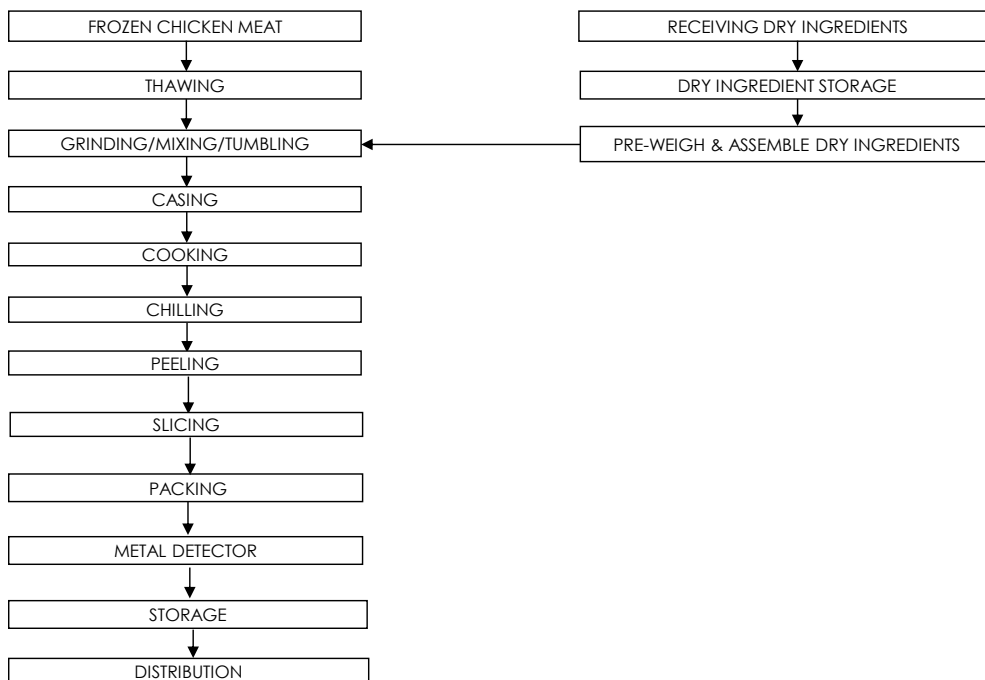 FROZEN CHICKEN MEAT
THAWING
GRINDING/MIXING/TUMBLING
CASING
COOKING
CHILLING
PEELING
SLICING
PACKING
METAL DETECTOR
STORAGE
DISTRIBUTION
RECEIVING DRY INGREDIENTS
DRY INGREDIENT STORAGE
PRE-WEIGH & ASSEMBLE DRY INGREDIENTS